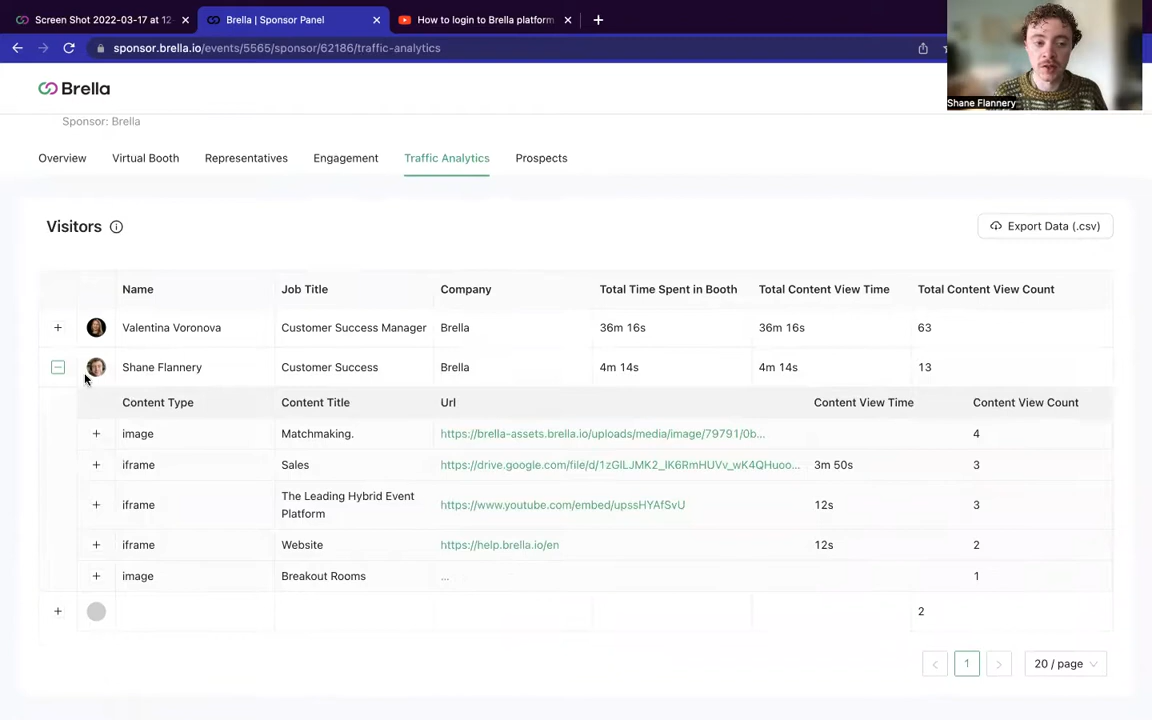 Screen Shot 2022-03-17 at 12-
Brella | Sponsor Panel
How to login to Brella platform
sponsor.brella.io/events/5565/sponsor/62186/traffic-analytics
Shane Flannery
Brella
Sponsor: Brella
Overview Virtual Booth Representatives Engagement Traffic Analytics Prospects
Visitors
Export Data (.csv)
Name Job Title Company Total Time Spent in Booth Total Content View Time Total Content View Count
Valentina Voronova Customer Success Manager Brella 36m 16s 36m 16s 63
Shane Flannery Customer Success Brella 4m 14s 4m 14s 13
Content Type Content Title Url Content View Time Content View Count
image Matchmaking. https://brella-assets.brella.io/uploads/media/image/79791/0b... 4
iframe Sales https://drive.google.com/file/d/1zGlLJMK2_IK6RmHUVv_wK4QHuoo... 3m 50s 3
iframe The Leading Hybrid Event Platform https://www.youtube.com/embed/upssHYAfSvU 12s 3
iframe Website https://help.brella.io/en 12s 2
image Breakout Rooms ... 1
2
1 20 / page